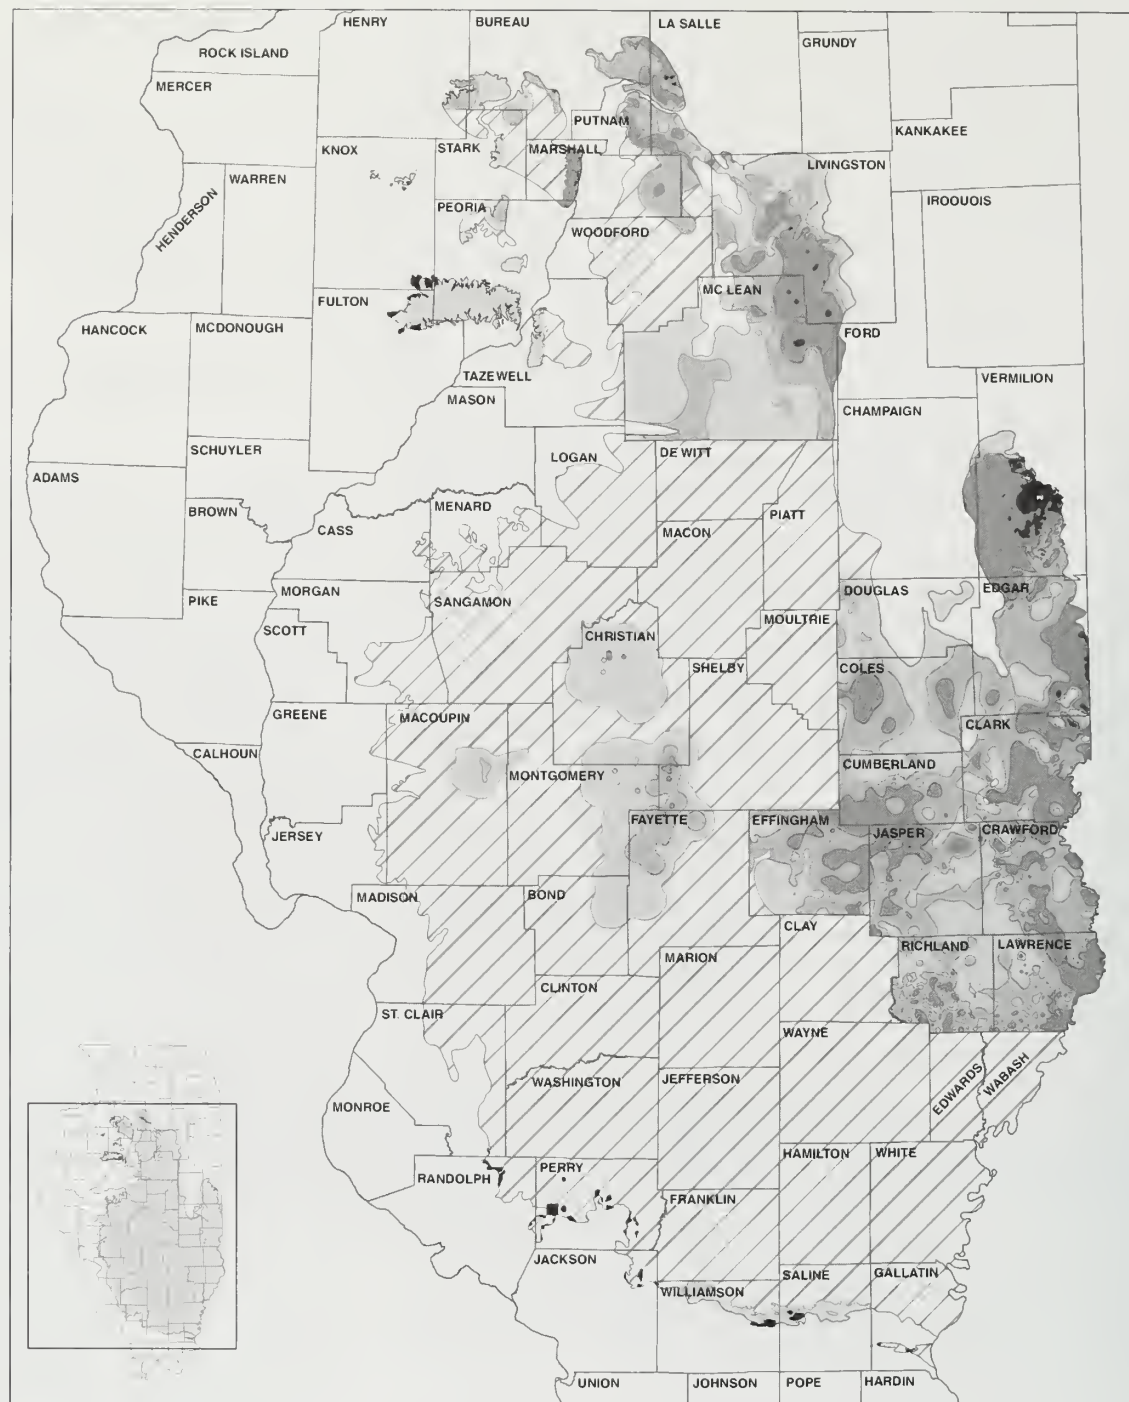 HENRY
BUREAU
LA SALLE
GRUNDY
ROCK ISLAND
MERCER
PUTNAM
KANKAKEE
KNOX
STARK
MARSHALL
LIVINGSTON
WARREN
HENDERSON
PEORIA
IROOUOIS
WOODFORD
MC LEAN
FULTON
HANCOCK
MCDONOUGH
FORD
TAZEWELL
VERMILION
MASON
CHAMPAIGN
SCHUYLER
LOGAN
DE WITT
ADAMS
BROWN
MENARD
PIATT
CASS
MACON
MORGAN
DOUGLAS
EDGAR
PIKE
SANGAMON
SCOTT
CHRISTIAN
MOULTRIE
SHELBY
COLES
GREENE
MACOUPIN
CLARK
CALHOUN
CUMBERLAND
MONTGOMERY
FAYETTE
EFFINGHAM
JASPER
CRAWFORD
JERSEY
MADISON
BOND
CLAY
RICHLAND
LAWRENCE
MARION
CLINTON
ST. CLAIR
WAYNE
EDWARDS
WABASH
WASHINGTON
JEFFERSON
MONROE
HAMILTON
WHITE
RANDOLPH
PERRY
FRANKLIN
JACKSON
SALINE
GALLATIN
WILLIAMSON
UNION
JOHNSON
POPE
HARDIN